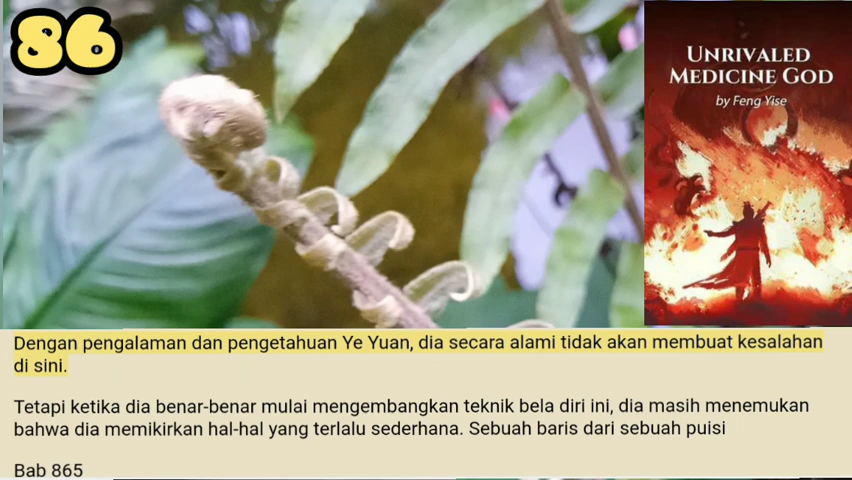 86
UNRIVALED
MEDICINE GOD
by Feng Yise
Dengan pengalaman dan pengetahuan Ye Yuan, dia secara alami tidak akan membuat kesalahan
di sini.
Tetapi ketika dia benar-benar mulai mengembangkan teknik bela diri ini, dia masih menemukan
bahwa dia memikirkan hal-hal yang terlalu sederhana. Sebuah baris dari sebuah puisi
Bab 865